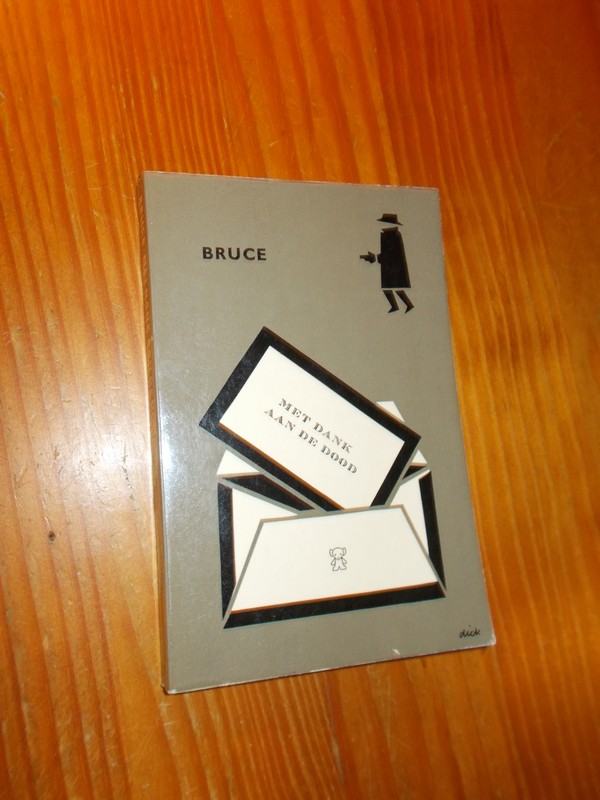 BRUCE
MET DANK
AAN DE DOOD
dick